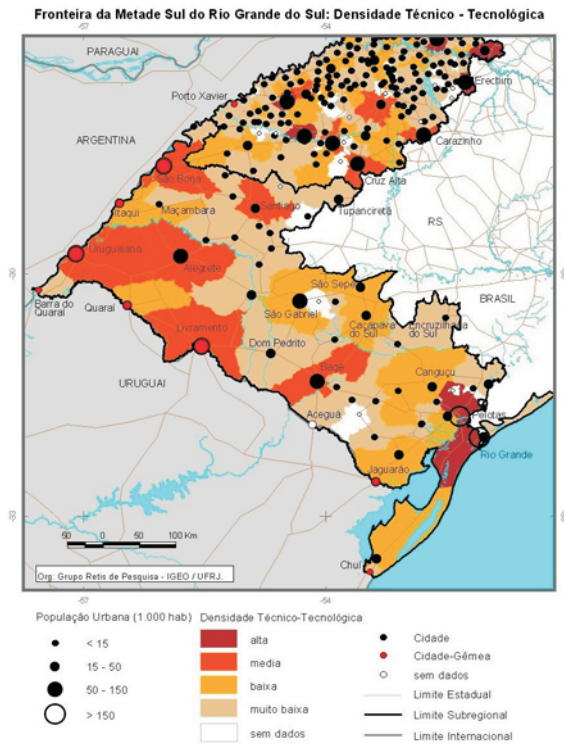 Fronteira da Metade Sul do Rio Grande do Sul: Densidade Técnico - Tecnológica
-57
-54
PARAGUAI
Erechim
Porto Xavier
ARGENTINA
Carazinho
São Borja
Cruz Alta
Itaqui
Maçambara
Santiago
Tupanciretã
RS
Uruguaiana
Alegrete
-30
BRASIL
São Sepé
Barra do
Quaraí
Quaraí
São Gabriel
Caçapava
do Sul
Encruzilhada
do Sul
Livramento
Dom Pedrito
URUGUAI
Bagé
Canguçu
Aceguá
Pelotas
Rio Grande
Jaguarão
-33
50 0 50 100 Km
Chuí
Org: Grupo Retis de Pesquisa - IGEO / UFRJ.
-57
-54
População Urbana (1.000 hab)
< 15
15 - 50
50 - 150
> 150
Densidade Técnico-Tecnológica
alta
media
baixa
muito baixa
sem dados
Cidade
Cidade-Gêmea
sem dados
Limite Estadual
Limite Subregional
Limite Internacional